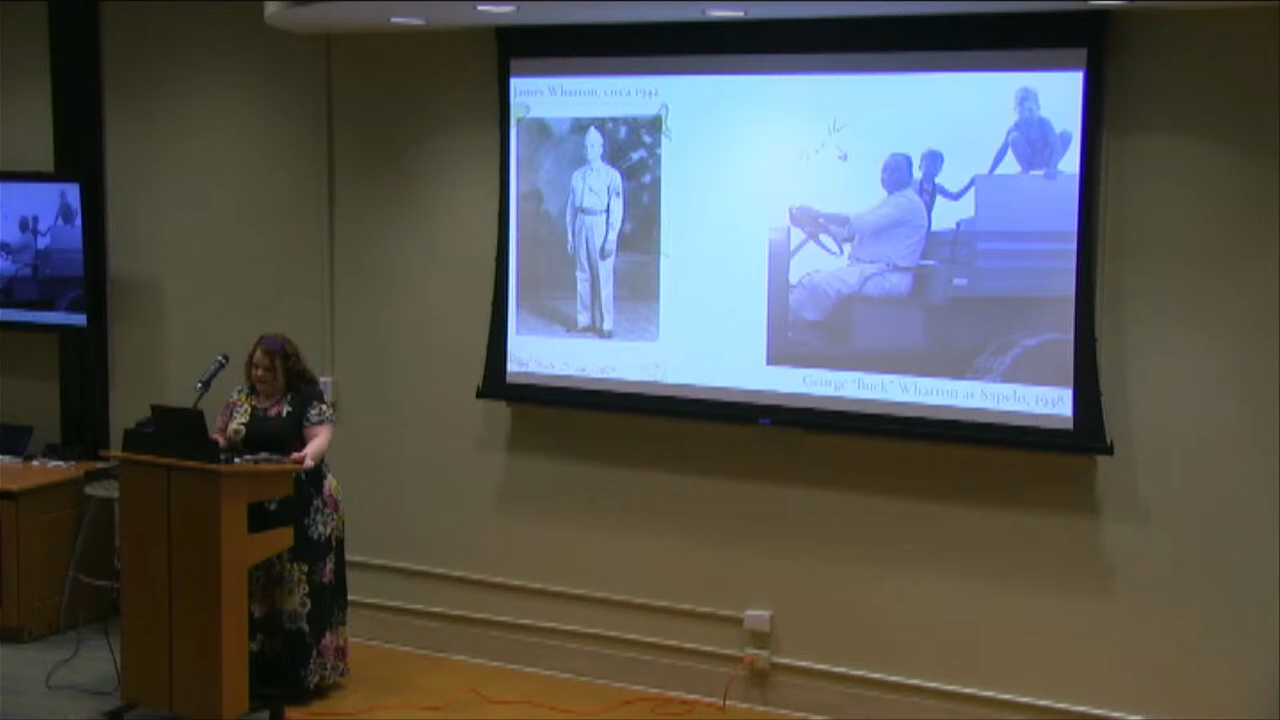 James Wharton, circa 1942
George "Buck" Wharton at Sapelo, 1938